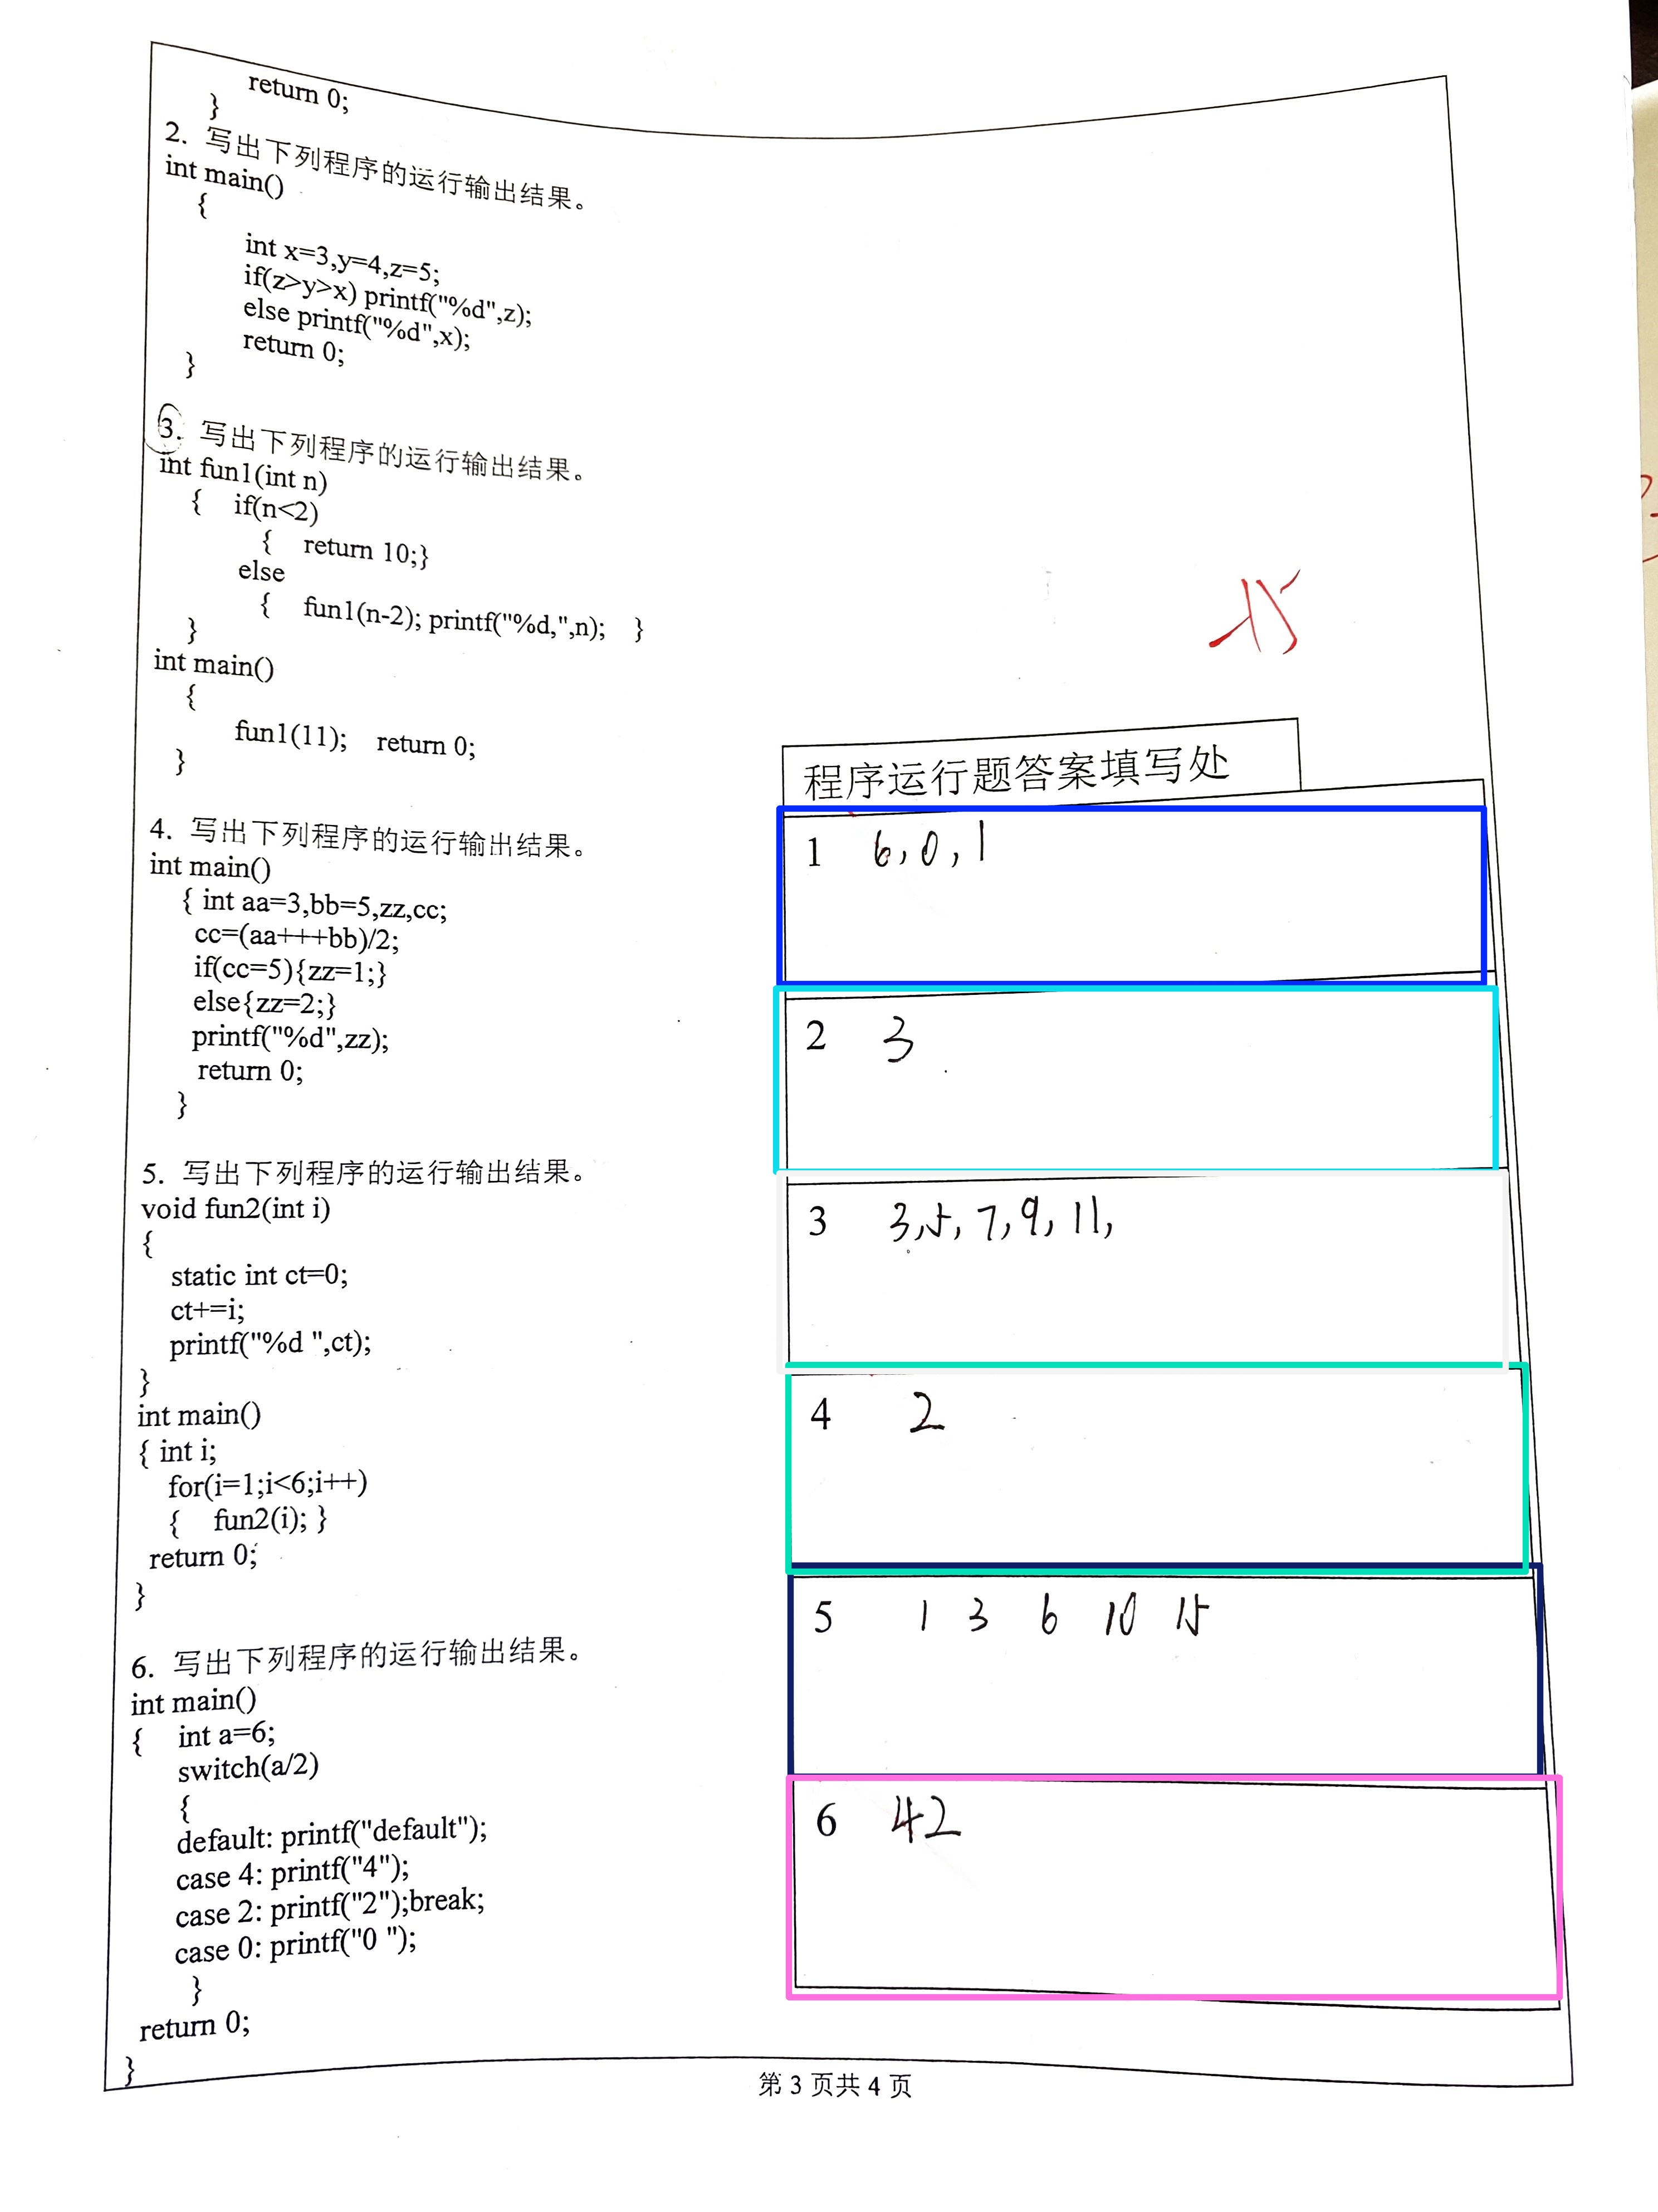 return 0;
}
2. 写出下列程序的运行输出结果。
int main()
{
int x=3,y=4,z=5;
if(z>y>x) printf("%d",z);
else printf("%d",x);
return 0;
}
3. 写出下列程序的运行输出结果。
int fun1(int n)
{ if(n<2)
{ return 10;}
else
{ fun1(n-2); printf("%d,",n); }
}
int main()
{
fun1(11); return 0;
}
4. 写出下列程序的运行输出结果。
int main()
{ int aa=3,bb=5,zz,cc;
cc=(aa+++bb)/2;
if(cc=5){zz=1;}
else{zz=2;}
printf("%d",zz);
return 0;
}
5. 写出下列程序的运行输出结果。
void fun2(int i)
{
static int ct=0;
ct+=i;
printf("%d ",ct);
}
int main()
{ int i;
for(i=1;i<6;i++)
{ fun2(i); }
return 0;
}
6. 写出下列程序的运行输出结果。
int main()
{ int a=6;
switch(a/2)
{
default: printf("default");
case 4: printf("4");
case 2: printf("2");break;
case 0: printf("0 ");
}
return 0;
}
程序运行题答案填写处
1 6,0,1
2 3
3 3,5,7,9,11,
4 2
5 1 3 6 10 15
6 42
第 3 页共 4 页